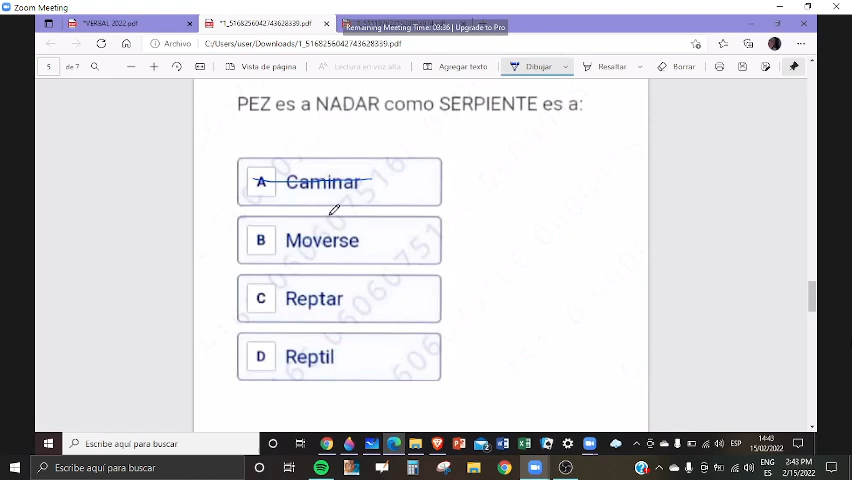 Zoom Meeting
*VERBAL 2022.pdf
*1_5168256042743628339.pdf
Remaining Meeting Time: 03:36 | Upgrade to Pro
Archivo
C:/Users/user/Downloads/1_5168256042743628339.pdf
5
de 7
Vista de página
Lectura en voz alta
Agregar texto
Dibujar
Resaltar
Borrar
PEZ es a NADAR como SERPIENTE es a:
A Caminar
B Moverse
C Reptar
D Reptil
Escribe aquí para buscar
ESP
14:43
15/02/2022
Escribe aquí para buscar
ENG
ES
2:43 PM
2/15/2022